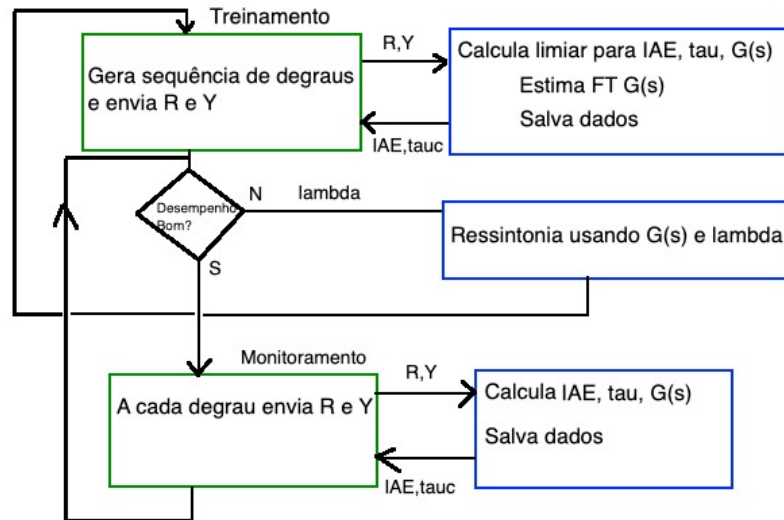 Treinamento
Gera sequência de degraus
e envia R e Y
R,Y
Calcula limiar para IAE, tau, G(s)
Estima FT G(s)
Salva dados
IAE,tauc
Desempenho
Bom?
N
lambda
S
Ressintonia usando G(s) e lambda
Monitoramento
A cada degrau envia R e Y
R,Y
Calcula IAE, tau, G(s)
Salva dados
IAE,tauc